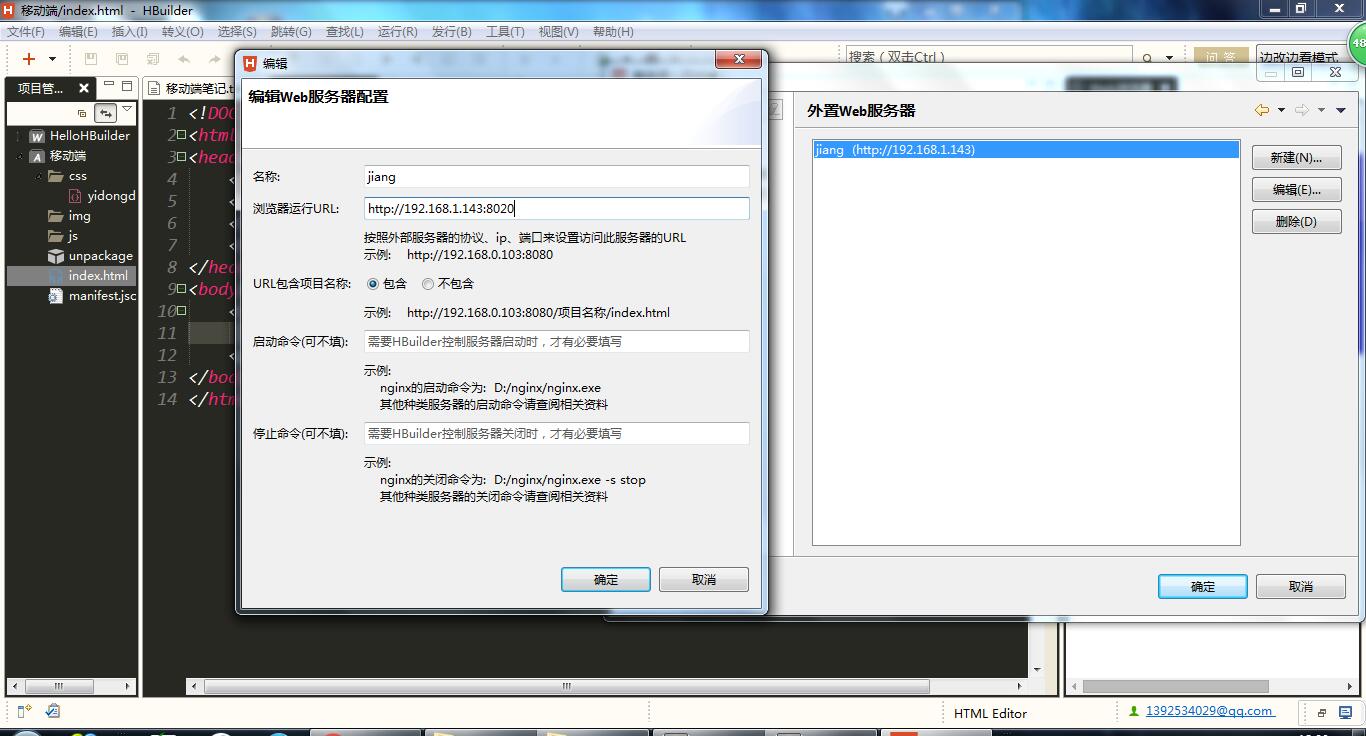 移动端/index.html - HBuilder
文件(F) 编辑(E) 插入(I) 转义(O) 选择(S) 跳转(G) 查找(L) 运行(R) 发行(B) 工具(T) 视图(V) 帮助(H)
搜索（双击Ctrl）
问 答
边改边看模式
48
项目管...
HelloHBuilder
移动端
css
yidongd
img
js
unpackage
index.html
manifest.jsc
移动端笔记.t
1 <!DOC
2 <html
3 <head
4 <
5 <
6 <
7 <
8 </hea
9 <body
10 <
11
12 <
13 </bod
14 </htm
编辑
编辑Web服务器配置
名称: jiang
浏览器运行URL: http://192.168.1.143:8020
按照外部服务器的协议、ip、端口来设置访问此服务器的URL
示例: http://192.168.0.103:8080
URL包含项目名称: 包含 不包含
示例: http://192.168.0.103:8080/项目名称/index.html
启动命令(可不填): 需要HBuilder控制服务器启动时，才有必要填写
示例:
nginx的启动命令为: D:/nginx/nginx.exe
其他种类服务器的启动命令请查阅相关资料
停止命令(可不填): 需要HBuilder控制服务器关闭时，才有必要填写
示例:
nginx的关闭命令为: D:/nginx/nginx.exe -s stop
其他种类服务器的关闭命令请查阅相关资料
确定 取消
外置Web服务器
jiang (http://192.168.1.143)
新建(N)...
编辑(E)...
删除(D)
确定 取消
HTML Editor
1392534029@qq.com